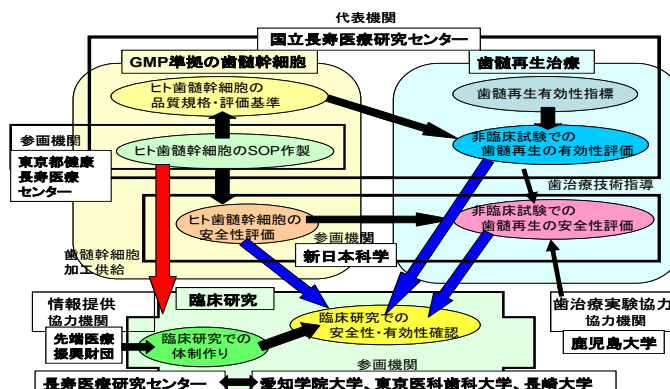 代表機関
国立長寿医療研究センター
GMP準拠の歯髄幹細胞
歯髄再生治療
ヒト歯髄幹細胞の
品質規格・評価基準
歯髄再生有効性指標
参画機関
ヒト歯髄幹細胞のSOP作製
非臨床試験での
歯髄再生の有効性評価
東京都健康
長寿医療
センター
歯治療技術指導
ヒト歯髄幹細胞の
安全性評価
非臨床試験での
歯髄再生の安全性評価
参画機関
新日本科学
歯髄幹細胞
加工供給
情報提供
協力機関
臨床研究
歯治療実験協力
協力機関
先端医療
振興財団
臨床研究での
体制作り
臨床研究での
安全性・有効性確認
鹿児島大学
参画機関
長寿医療研究センター
愛知学院大学、東京医科歯科大学、長崎大学